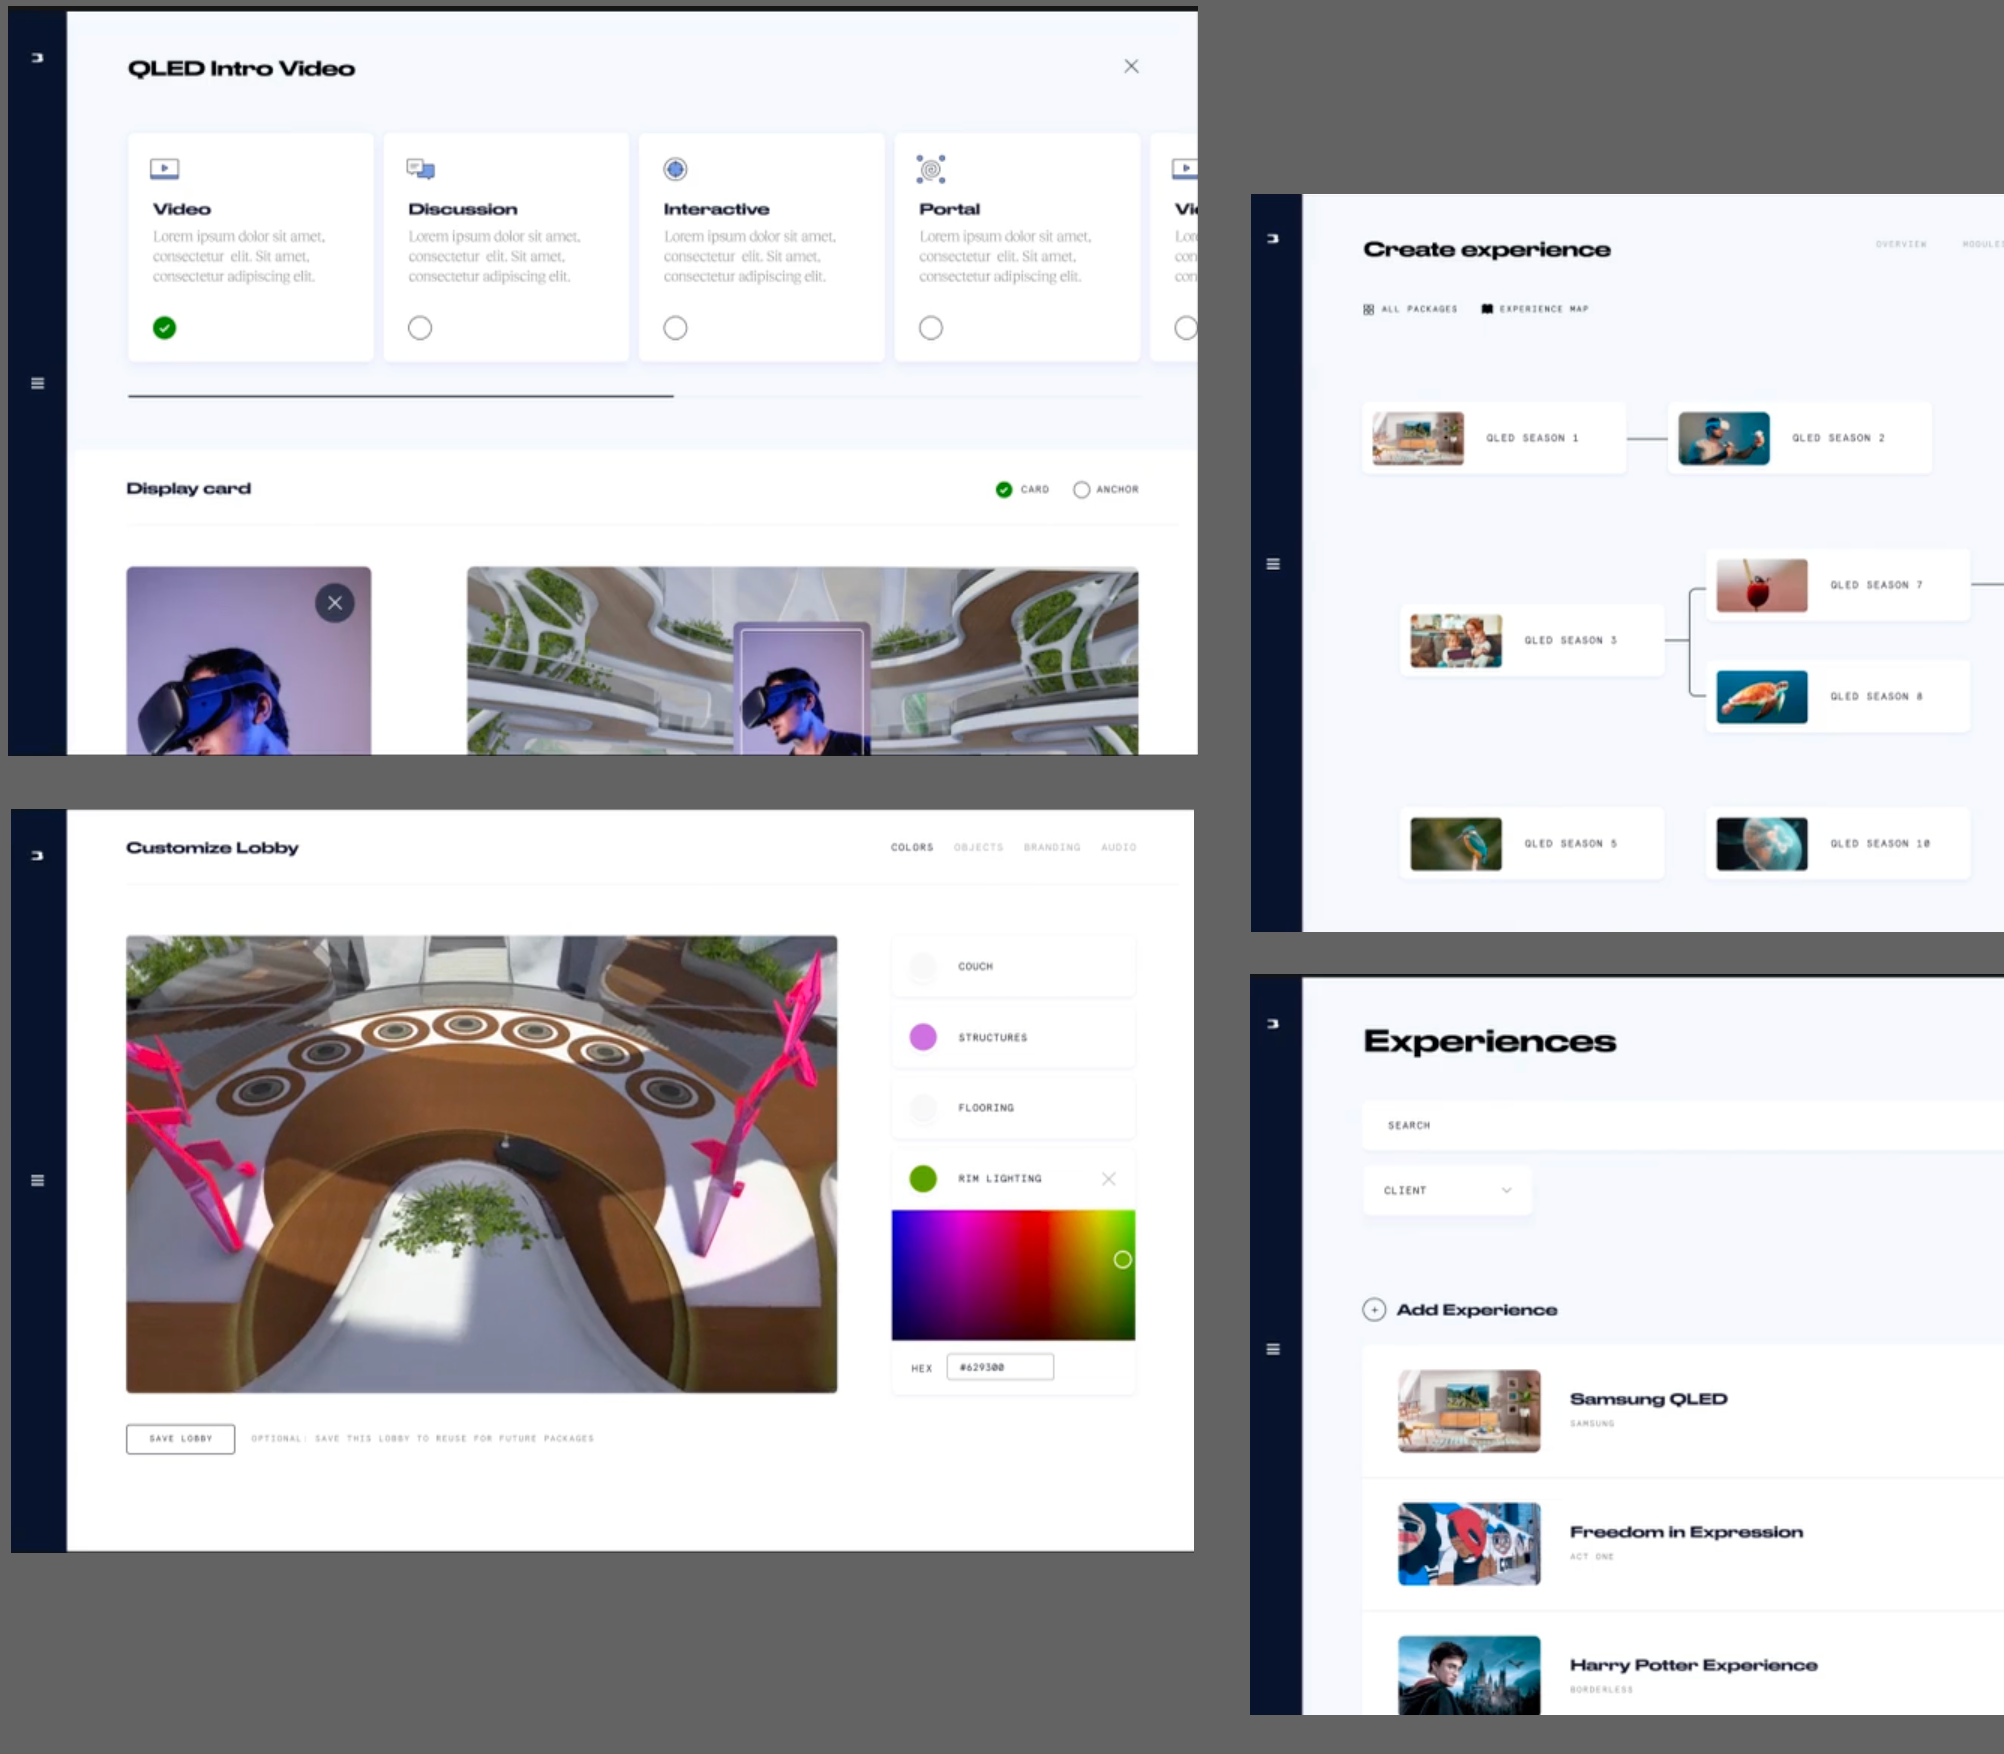 QLED Intro Video
Video
Lorem ipsum dolor sit amet,
consectetur elit. Sit amet,
consectetur adipiscing elit.
Discussion
Lorem ipsum dolor sit amet,
consectetur elit. Sit amet,
consectetur adipiscing elit.
Interactive
Lorem ipsum dolor sit amet,
consectetur elit. Sit amet,
consectetur adipiscing elit.
Portal
Lorem ipsum dolor sit amet,
consectetur elit. Sit amet,
consectetur adipiscing elit.
Vi
Lor
con
con
Display card
CARD
ANCHOR
Create experience
OVERVIEW
MODULES
ALL PACKAGES
EXPERIENCE MAP
QLED SEASON 1
QLED SEASON 2
QLED SEASON 7
QLED SEASON 3
QLED SEASON 8
QLED SEASON 5
QLED SEASON 10
Customize Lobby
COLORS
OBJECTS
BRANDING
AUDIO
COUCH
STRUCTURES
FLOORING
RIM LIGHTING
HEX
#629300
SAVE LOBBY
OPTIONAL: SAVE THIS LOBBY TO REUSE FOR FUTURE PACKAGES
Experiences
SEARCH
CLIENT
Add Experience
Samsung QLED
SAMSUNG
Freedom in Expression
ACT ONE
Harry Potter Experience
BORDERLESS